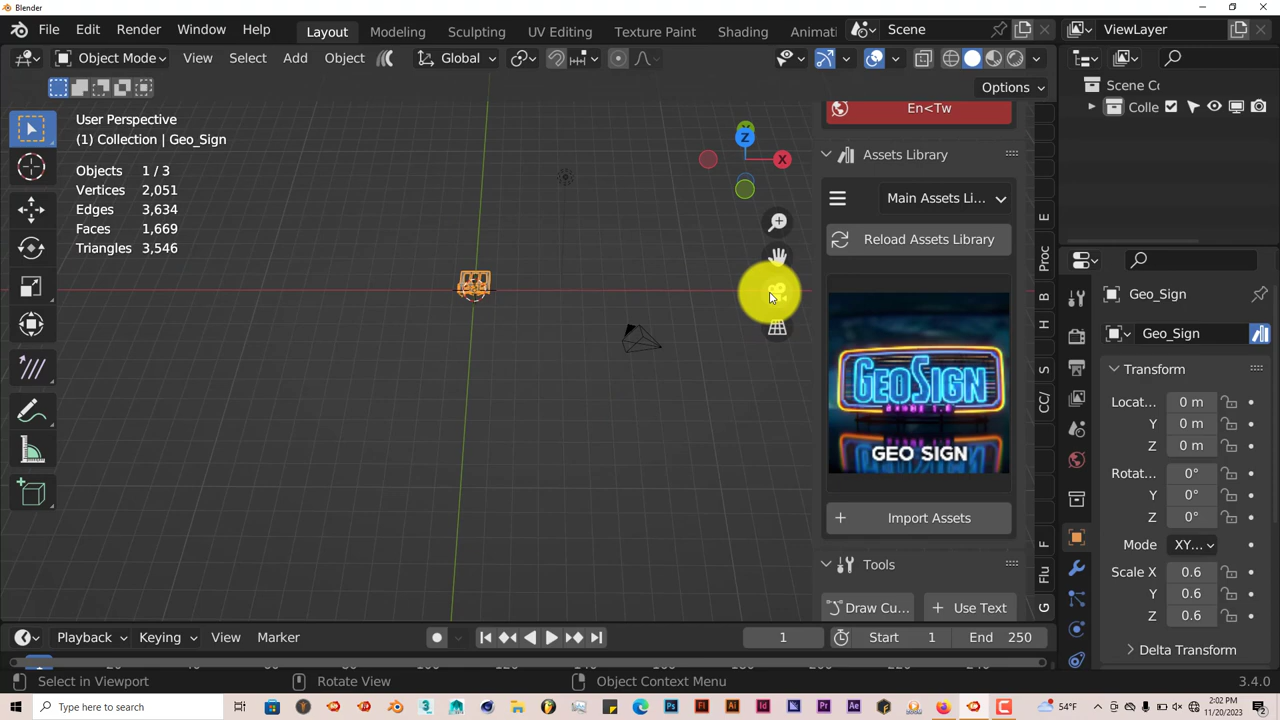 Blender
File Edit Render Window Help Layout Modeling Sculpting UV Editing Texture Paint Shading Animati Scene ViewLayer
Object Mode View Select Add Object Global
Options
User Perspective
(1) Collection | Geo_Sign
Objects 1 / 3
Vertices 2,051
Edges 3,634
Faces 1,669
Triangles 3,546
Z
X
En<Tw
Assets Library
Main Assets Li...
Reload Assets Library
GEOSIGN
GEO SIGN
Import Assets
Tools
Draw Cu...
Use Text
E
Proc
B
H
S
CC/
F
Flu
G
Scene Cc
Colle
Geo_Sign
Geo_Sign
Transform
Locat... 0 m
Y 0 m
Z 0 m
Rotat... 0°
Y 0°
Z 0°
Mode XY...
Scale X 0.6
Y 0.6
Z 0.6
Delta Transform
Playback Keying View Marker 1 Start 1 End 250
Select in Viewport Rotate View Object Context Menu 3.4.0
Type here to search
54°F
2:02 PM
11/20/2023